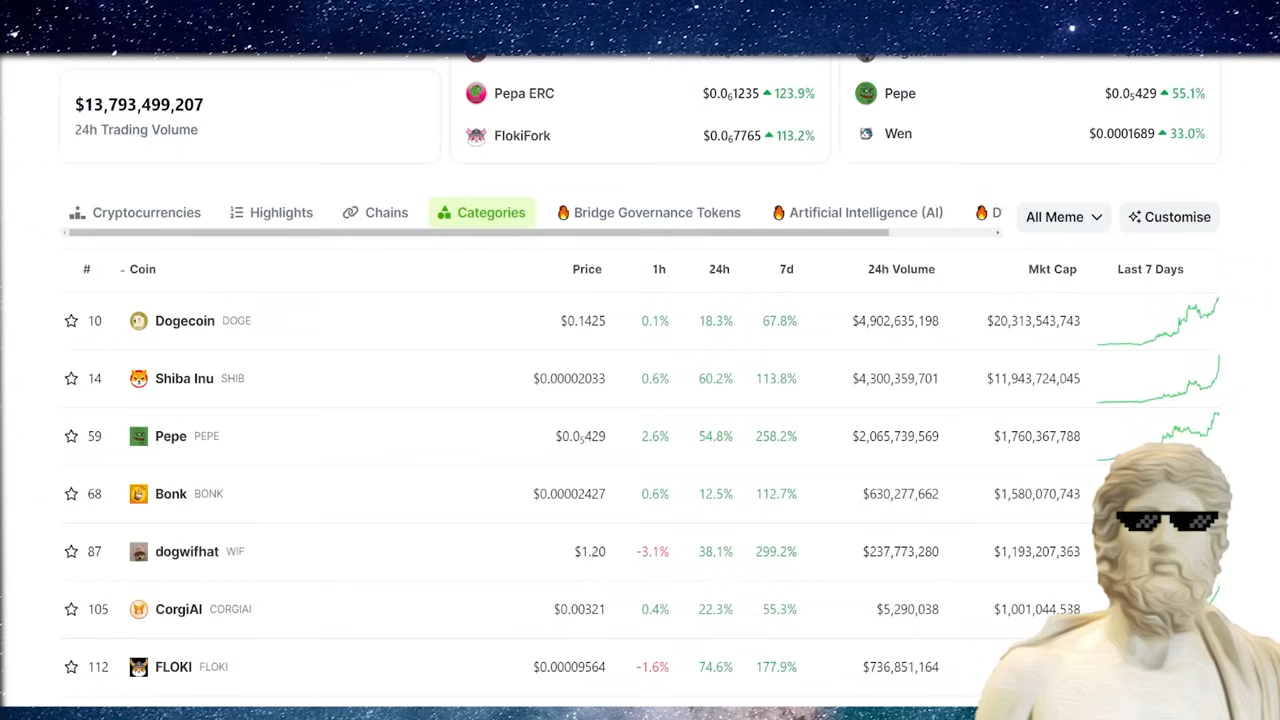 $13,793,499,207
24h Trading Volume
Pepa ERC $0.0₆1235 123.9%
FlokiFork $0.0₆7765 113.2%
Pepe $0.0₅429 55.1%
Wen $0.0001689 33.0%
Cryptocurrencies Highlights Chains Categories Bridge Governance Tokens Artificial Intelligence (AI) D All Meme Customise
# Coin Price 1h 24h 7d 24h Volume Mkt Cap Last 7 Days
10 Dogecoin DOGE $0.1425 0.1% 18.3% 67.8% $4,902,635,198 $20,313,543,743
14 Shiba Inu SHIB $0.00002033 0.6% 60.2% 113.8% $4,300,359,701 $11,943,724,045
59 Pepe PEPE $0.0₅429 2.6% 54.8% 258.2% $2,065,739,569 $1,760,367,788
68 Bonk BONK $0.00002427 0.6% 12.5% 112.7% $630,277,662 $1,580,070,743
87 dogwifhat WIF $1.20 -3.1% 38.1% 299.2% $237,773,280 $1,193,207,363
105 CorgiAI CORGIAI $0.00321 0.4% 22.3% 55.3% $5,290,038 $1,001,044,538
112 FLOKI FLOKI $0.00009564 -1.6% 74.6% 177.9% $736,851,164